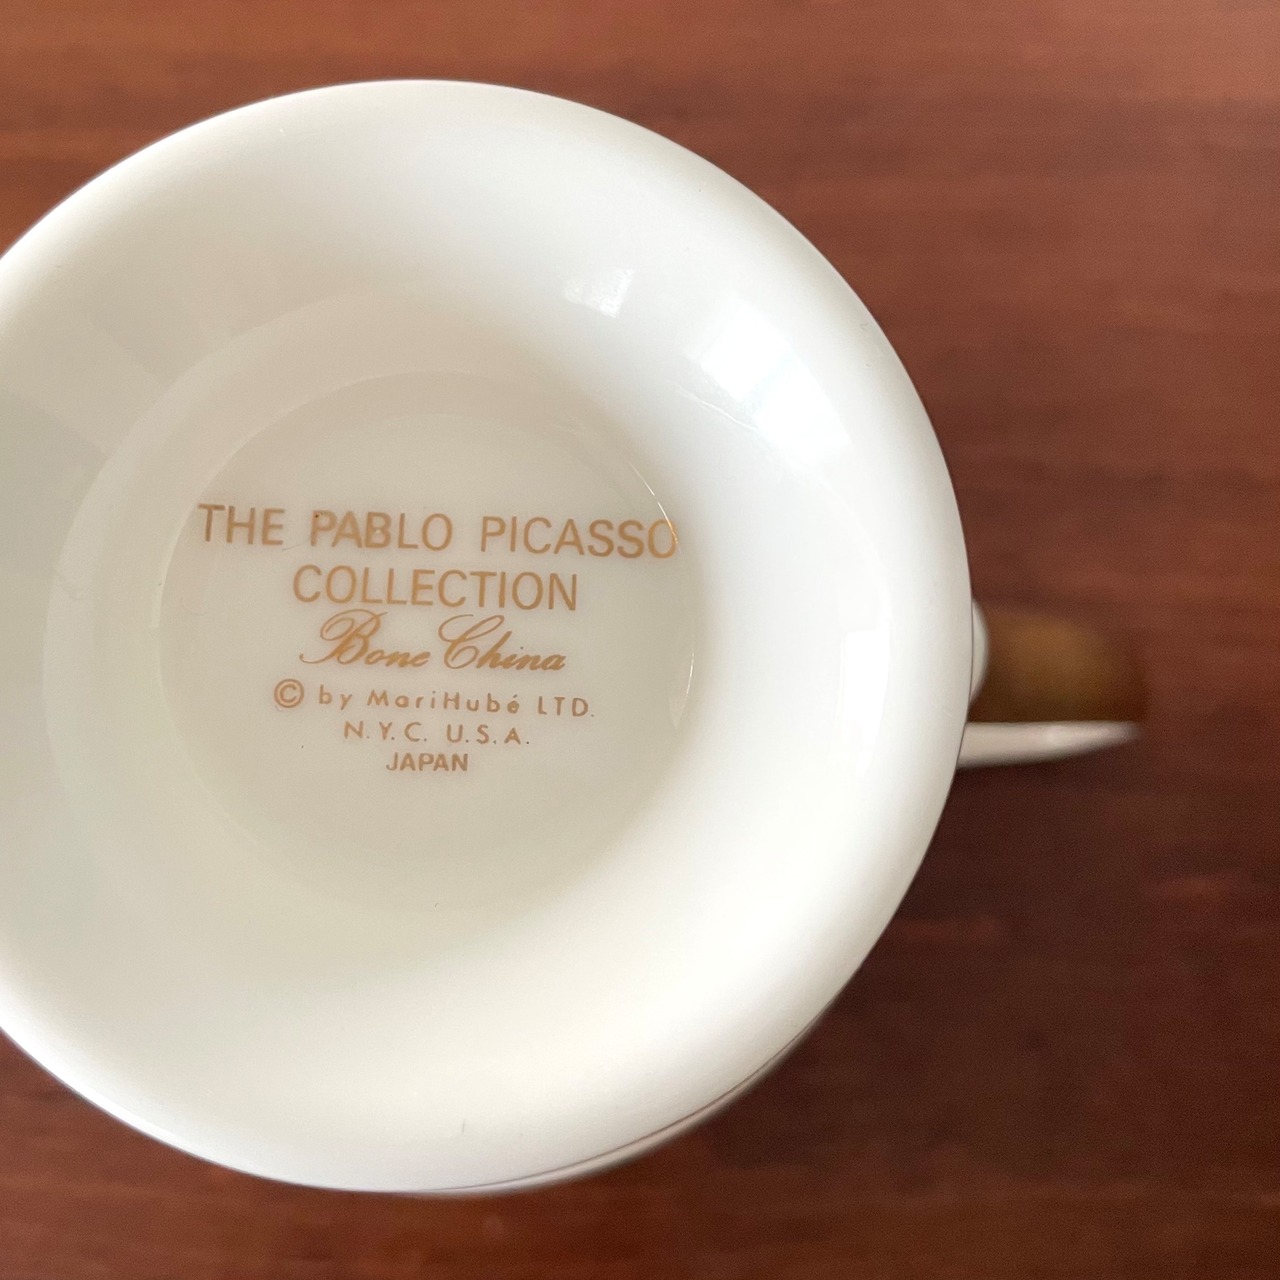 THE PABLO PICASSO
COLLECTION
Bone China
© by MariHubé LTD.
N.Y.C. U.S.A.
JAPAN